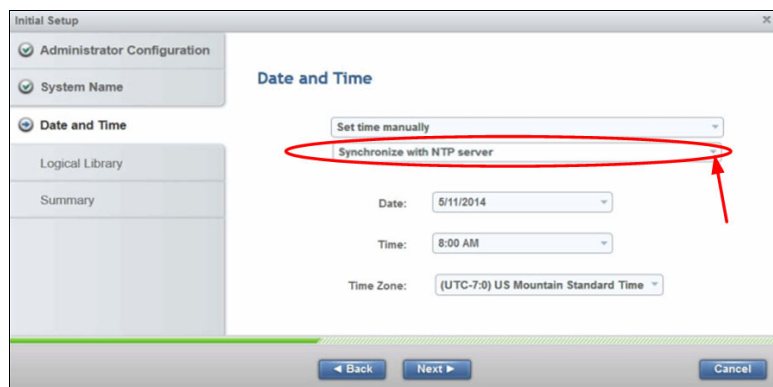 Initial Setup
Administrator Configuration
System Name
Date and Time
Logical Library
Summary
Date and Time
Set time manually
Synchronize with NTP server
Date: 5/11/2014
Time: 8:00 AM
Time Zone: (UTC-7:0) US Mountain Standard Time
Back Next Cancel